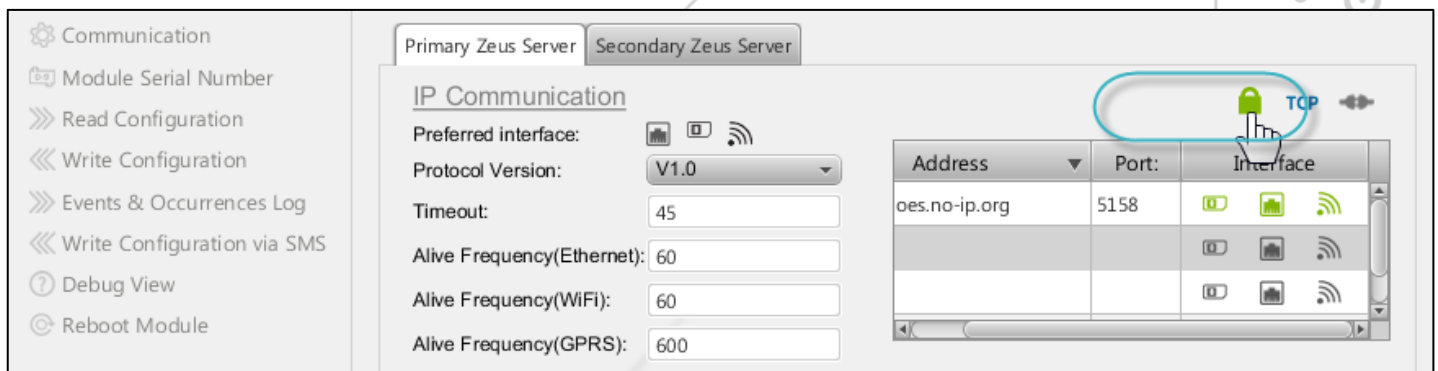 Communication
Module Serial Number
Read Configuration
Write Configuration
Events & Occurrences Log
Write Configuration via SMS
Debug View
Reboot Module
Primary Zeus Server
Secondary Zeus Server
IP Communication
TCP
Preferred interface:
Protocol Version: V1.0
Timeout: 45
Alive Frequency(Ethernet): 60
Alive Frequency(WiFi): 60
Alive Frequency(GPRS): 600
Address Port: Interface
oes.no-ip.org 5158